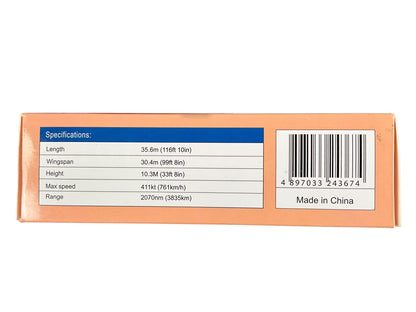 Specifications:
Length 35.6m (116ft 10in)
Wingspan 30.4m (99ft 8in)
Height 10.3M (33ft 8in)
Max speed 411kt (761km/h)
Range 2070nm (3835km)
4 897033 243674
Made in China